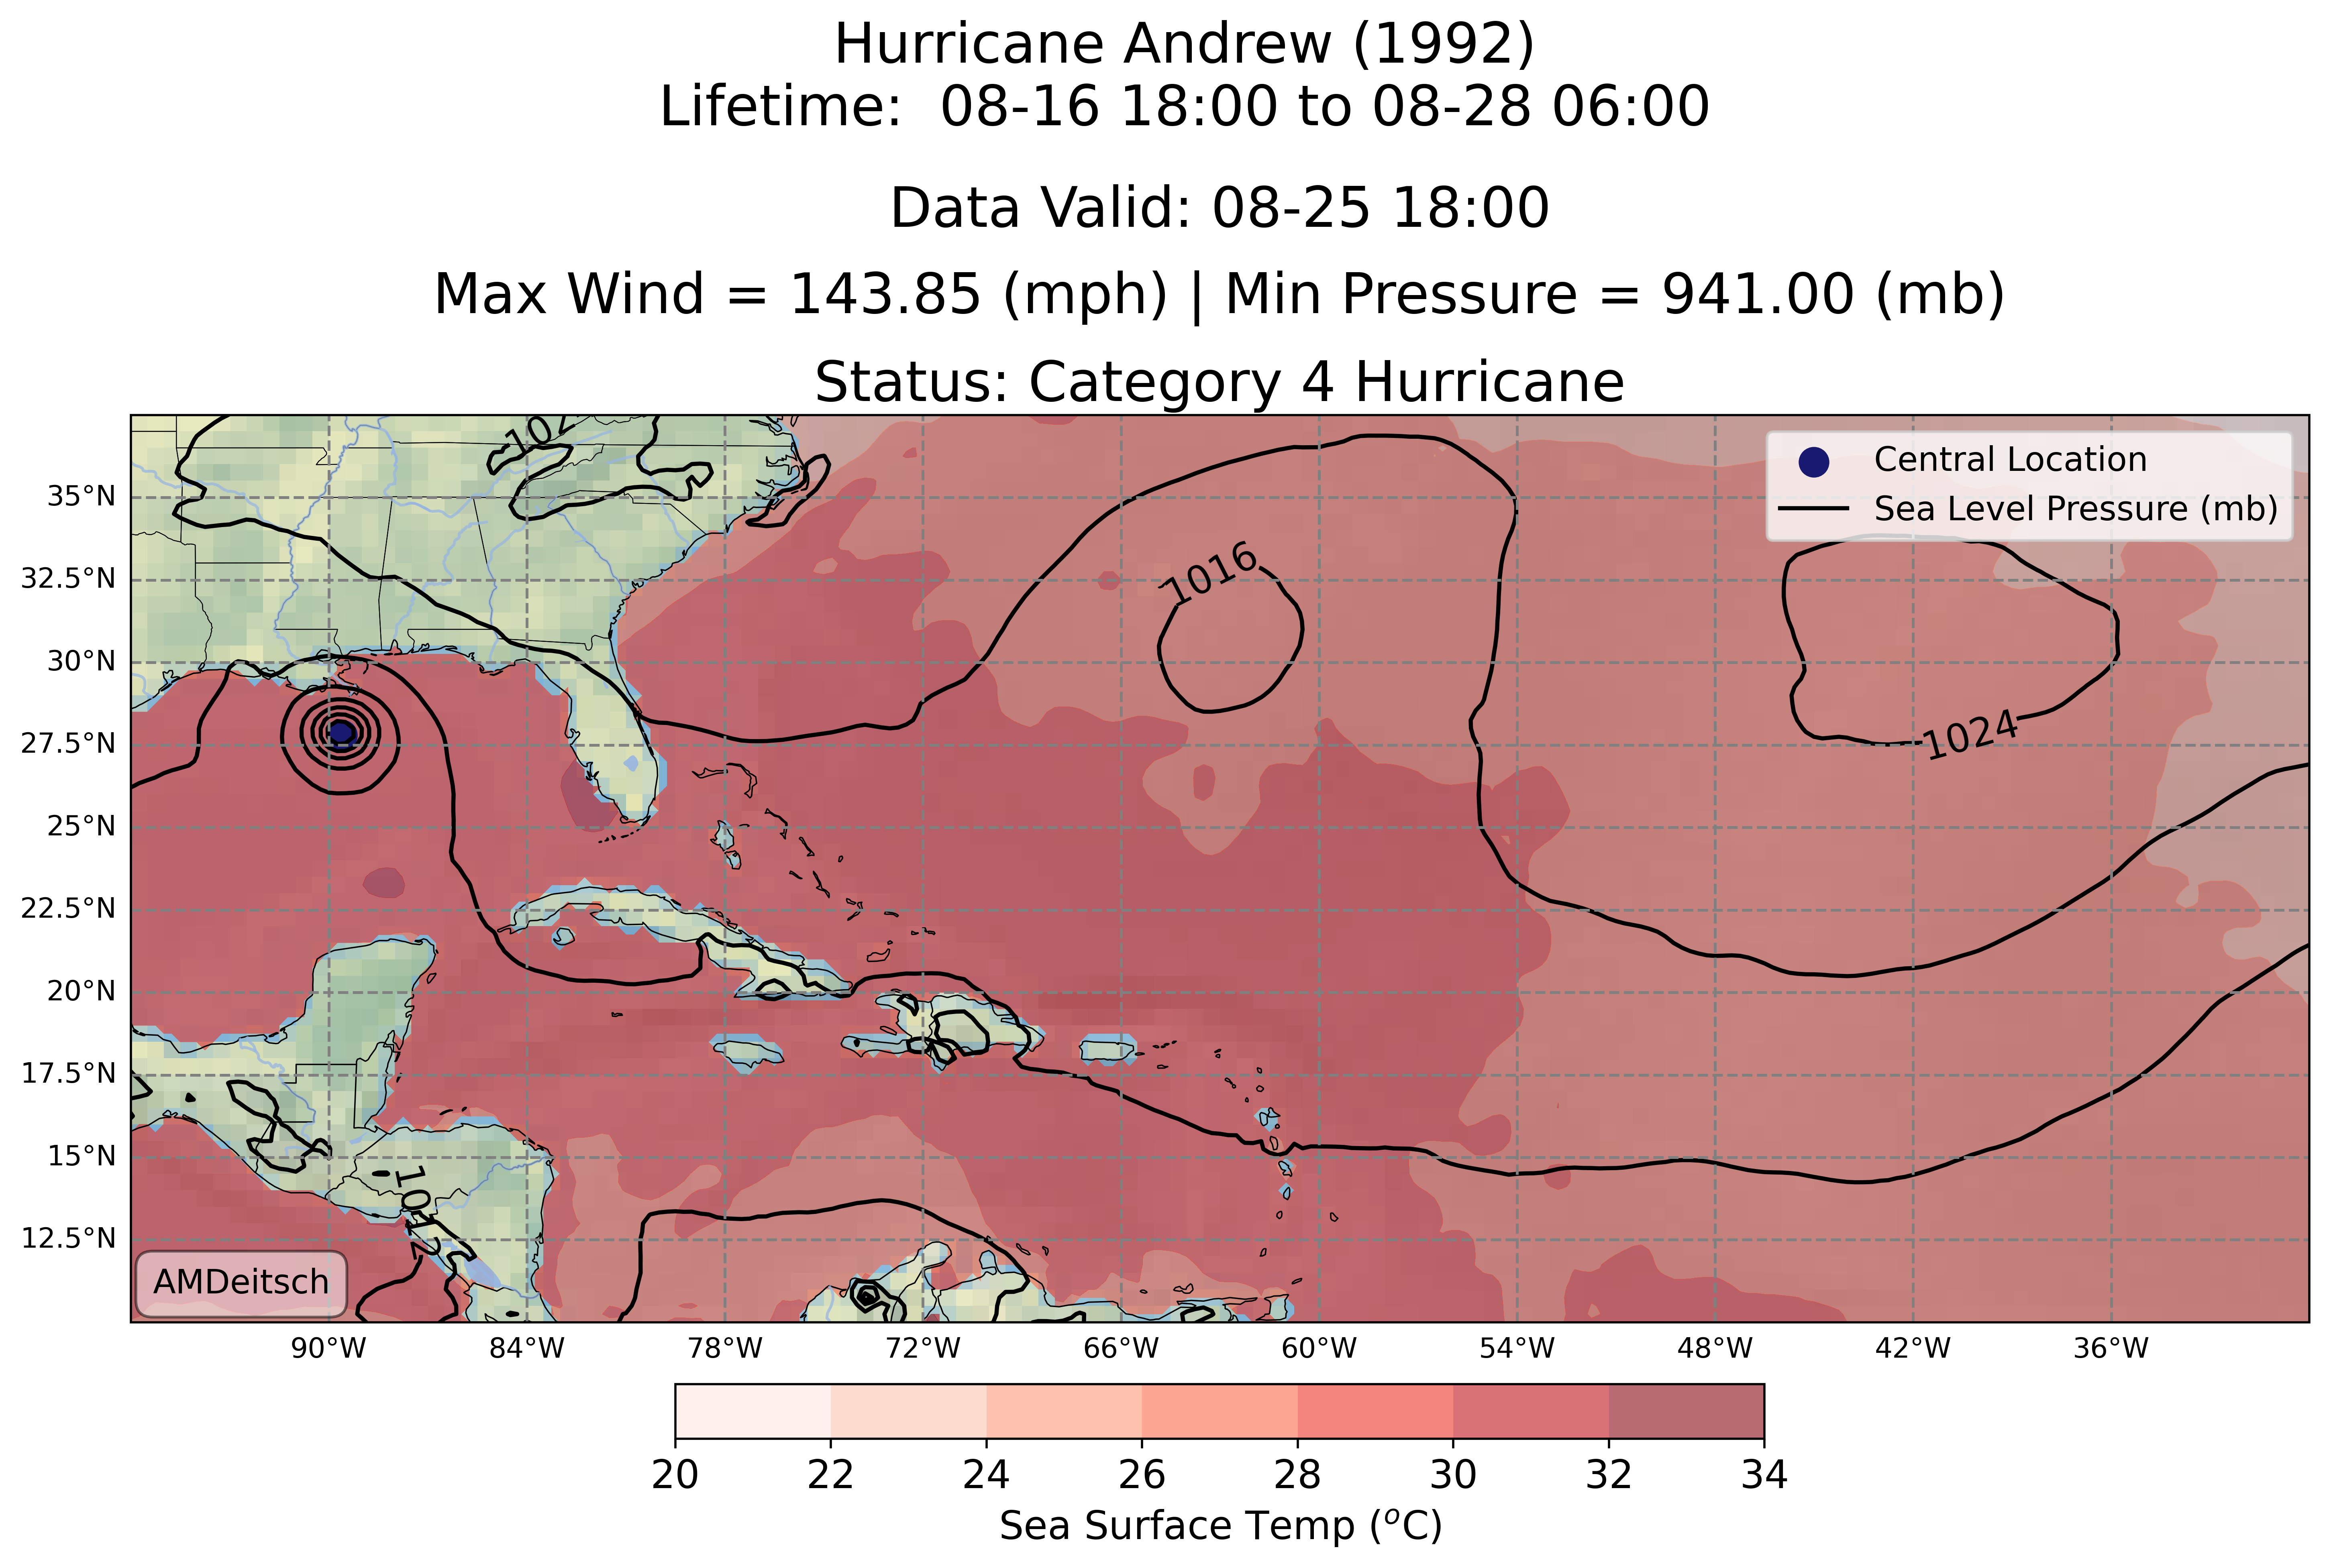 Hurricane Andrew (1992)
Lifetime:  08-16 18:00 to 08-28 06:00
Data Valid: 08-25 18:00
Max Wind = 143.85 (mph) | Min Pressure = 941.00 (mb)
Status: Category 4 Hurricane
Central Location
Sea Level Pressure (mb)
35°N
32.5°N
30°N
27.5°N
25°N
22.5°N
20°N
17.5°N
15°N
12.5°N
1016
1024
1012
AMDeitsch
90°W 84°W 78°W 72°W 66°W 60°W 54°W 48°W 42°W 36°W
20 22 24 26 28 30 32 34
Sea Surface Temp (°C)